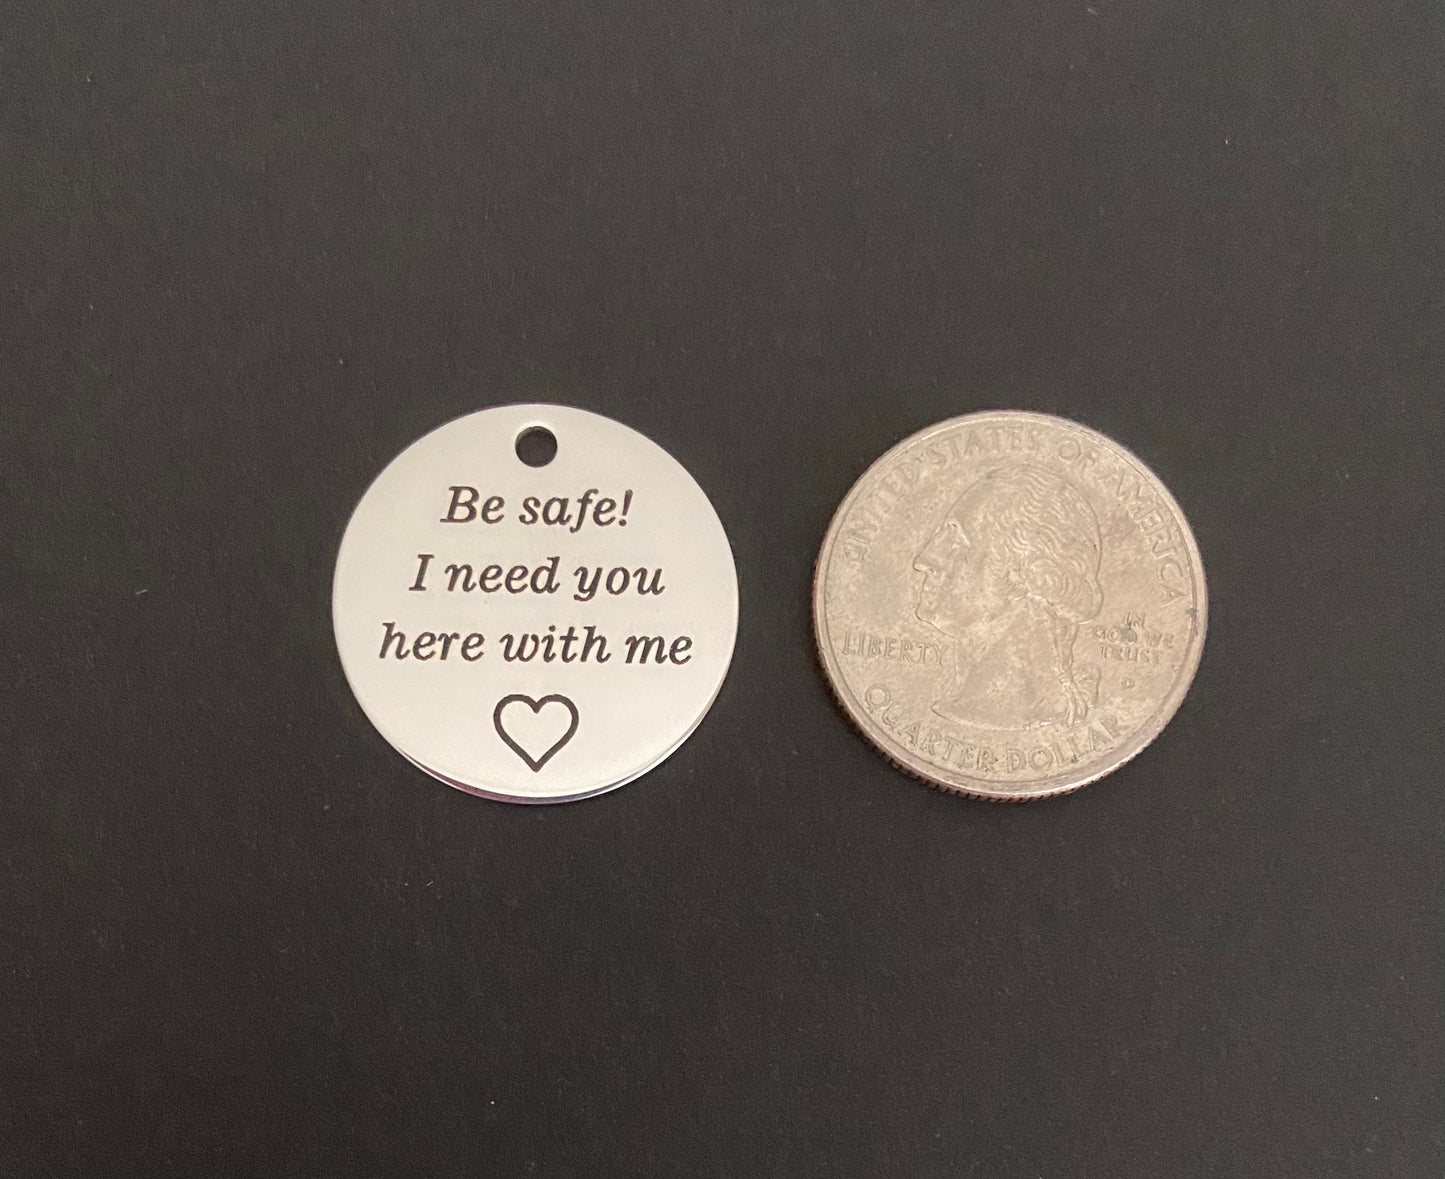 Be safe!
I need you
here with me
UNITED STATES OF AMERICA
LIBERTY
IN
GOD WE
TRUST
P
QUARTER DOLLAR